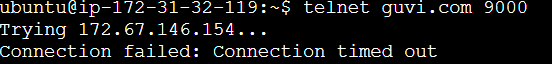 ubuntu@ip-172-31-32-119:~$ telnet guvi.com 9000
Trying 172.67.146.154...
Connection failed: Connection timed out